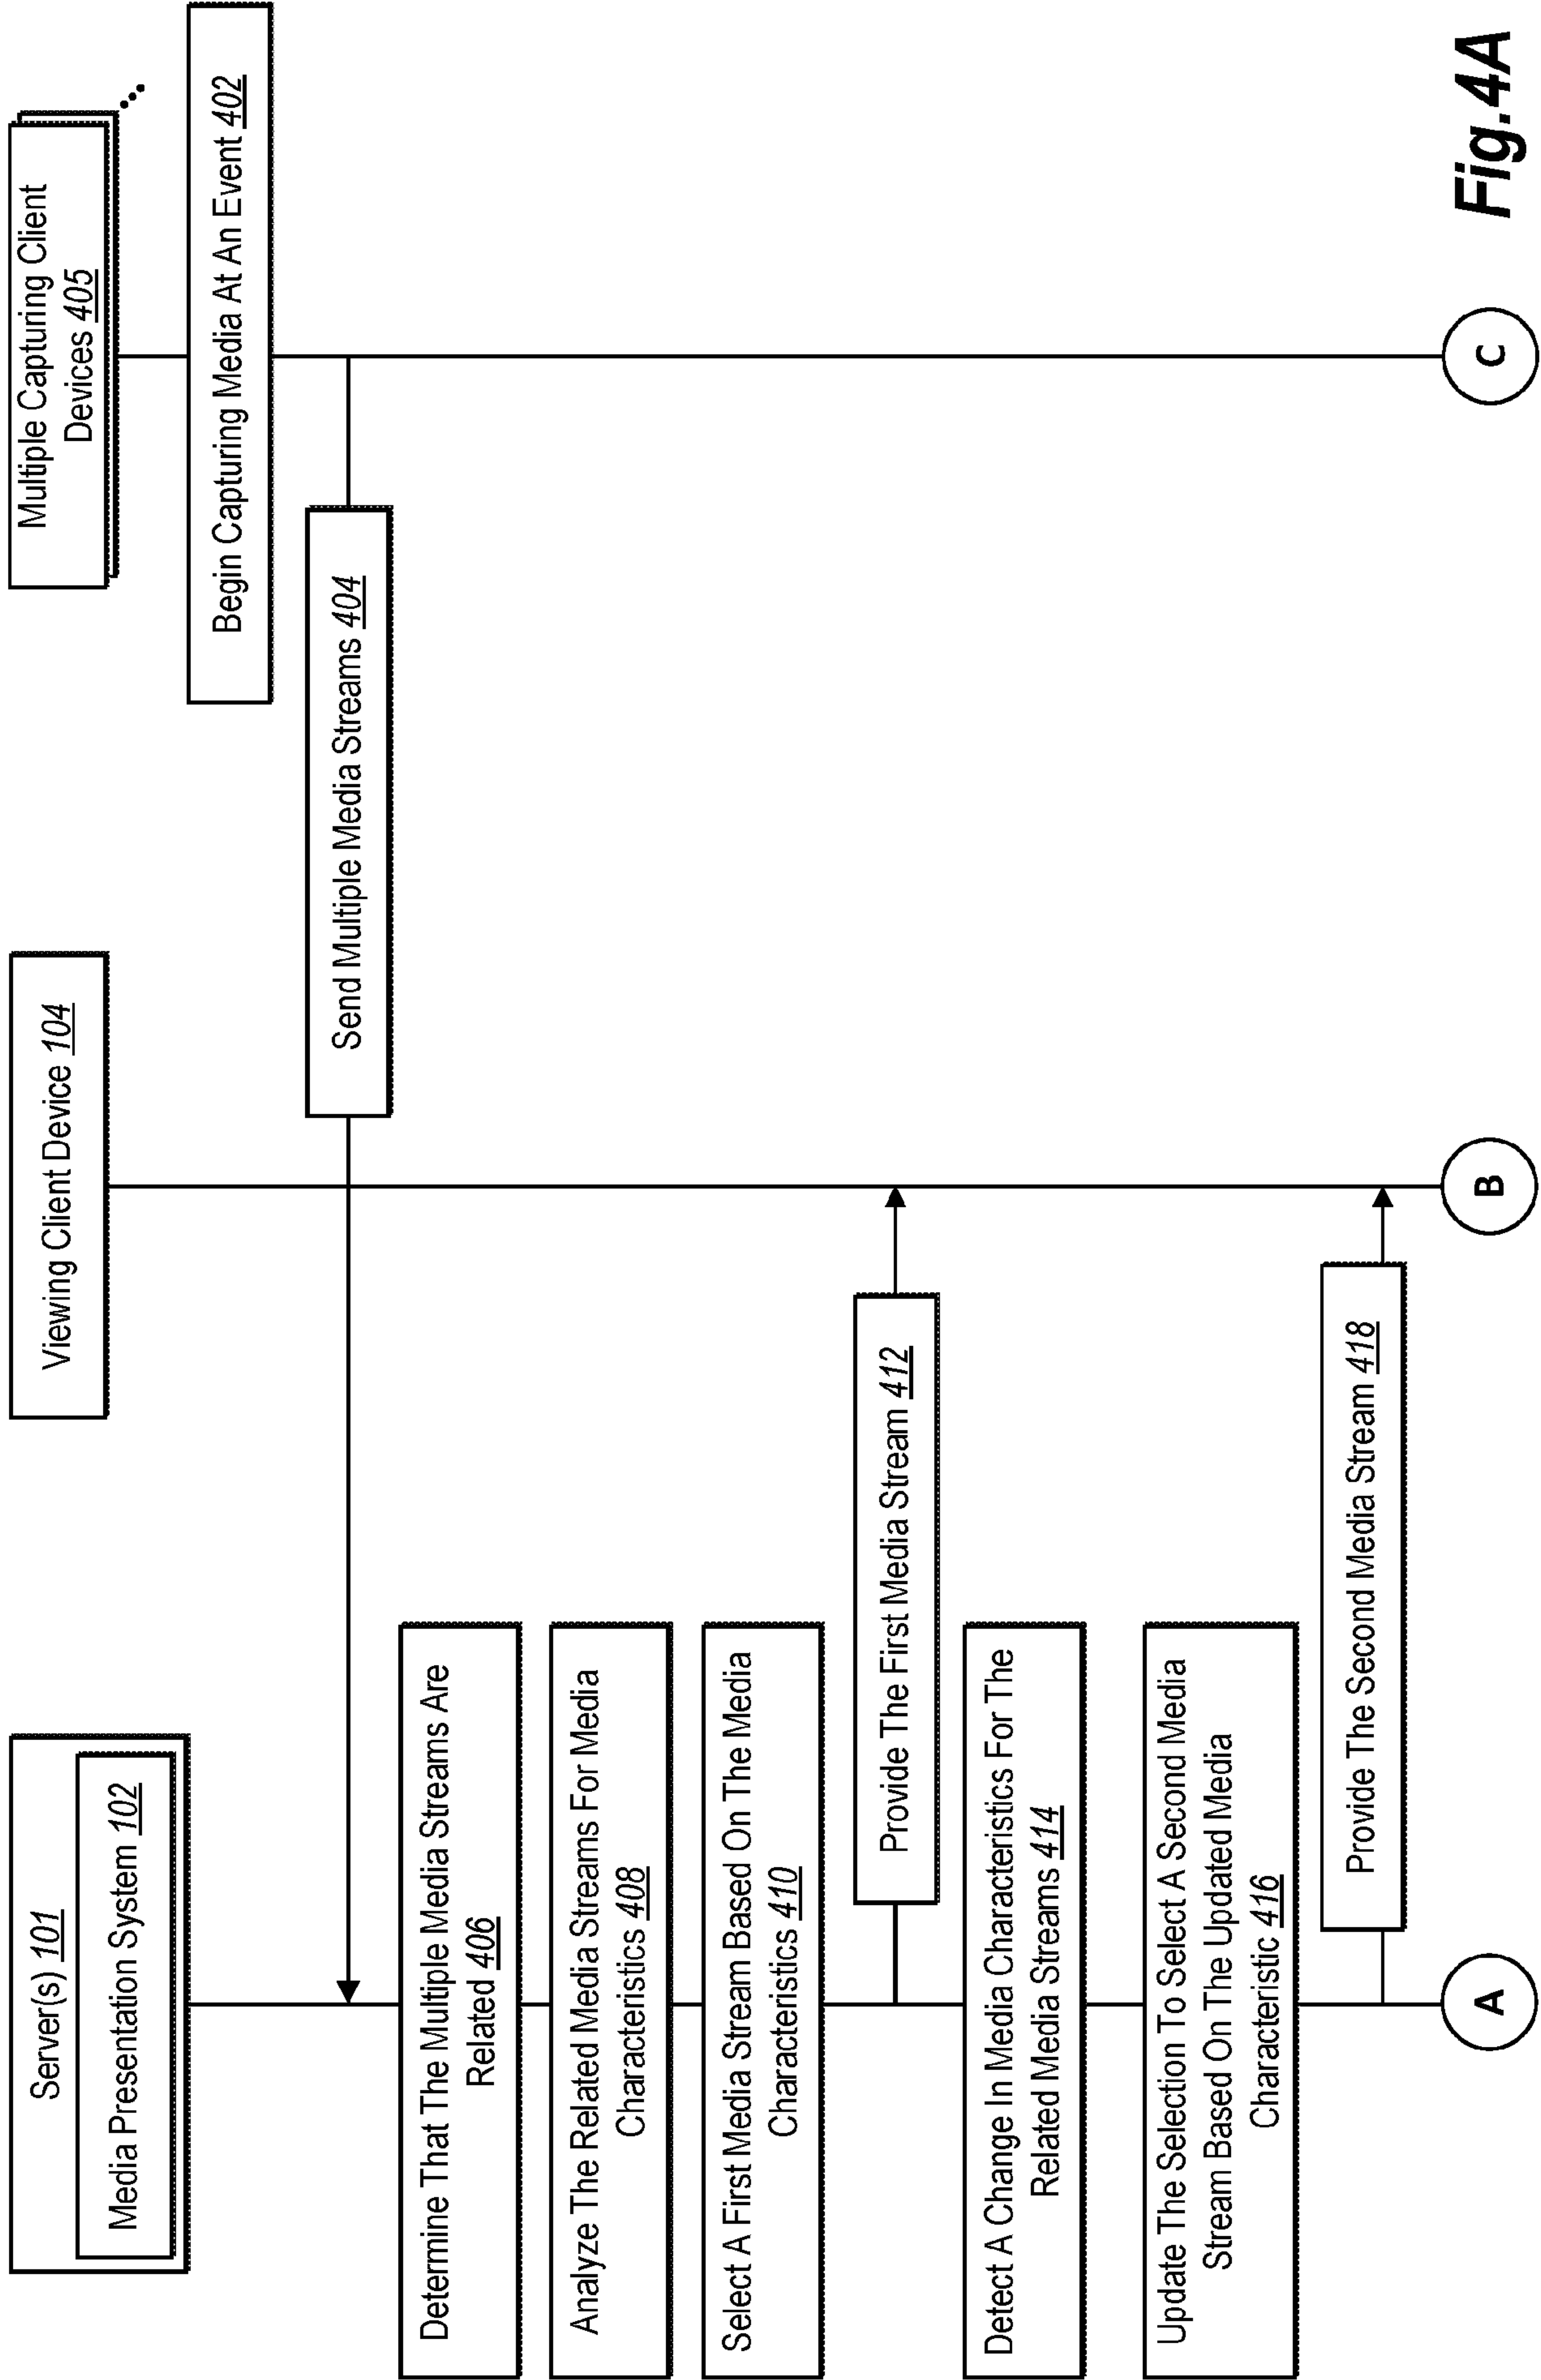 Server(s) 101
Media Presentation System 102
Viewing Client Device 104
Multiple Capturing Client
Devices 405
Begin Capturing Media At An Event 402
Send Multiple Media Streams 404
Determine That The Multiple Media Streams Are
Related 406
Analyze The Related Media Streams For Media
Characteristics 408
Select A First Media Stream Based On The Media
Characteristics 410
Provide The First Media Stream 412
Detect A Change In Media Characteristics For The
Related Media Streams 414
Update The Selection To Select A Second Media
Stream Based On The Updated Media
Characteristic 416
Provide The Second Media Stream 418
A
B
C
Fig.4A